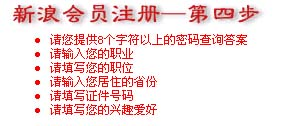 新浪会员注册—第四步
请您提供8个字符以上的密码查询答案
请输入您的职业
请填写您的职位
请输入您居住的省份
请填写证件号码
请填写您的兴趣爱好